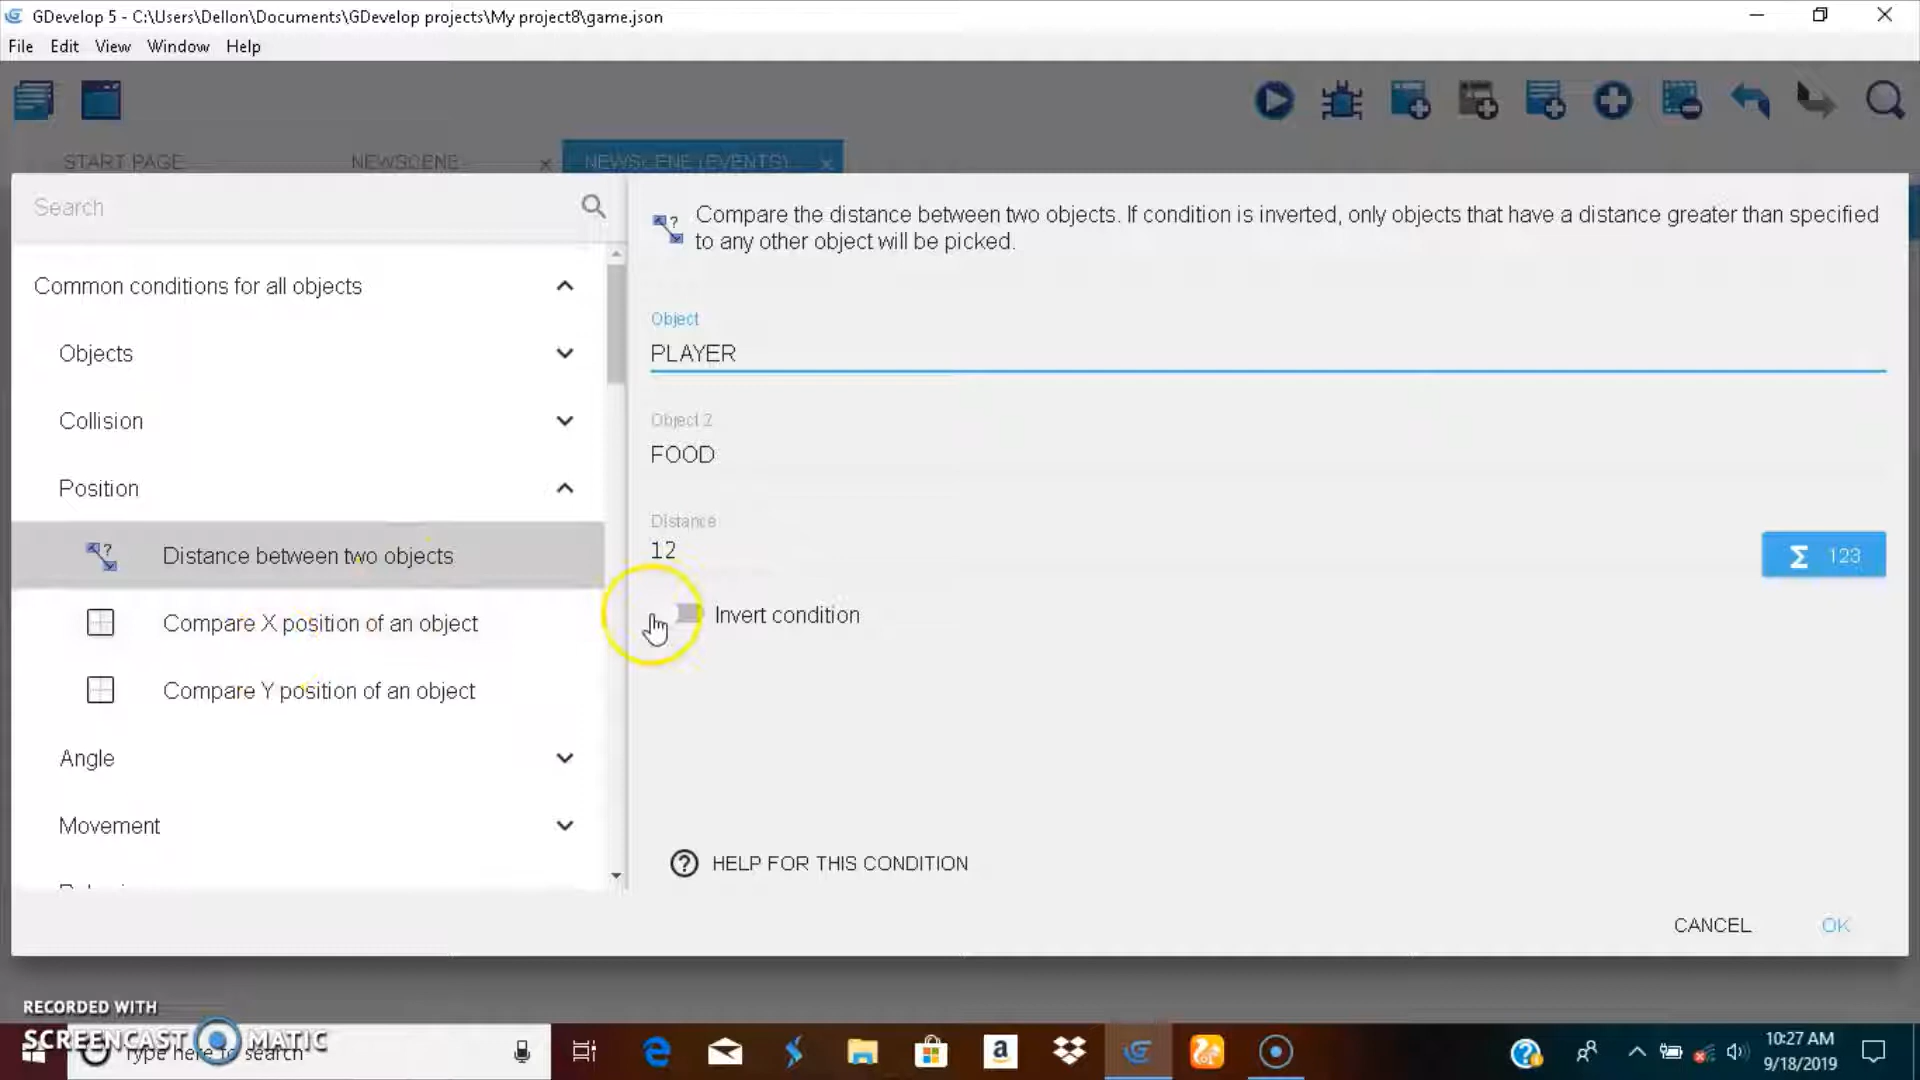 GDevelop 5 - C:\Users\Dellon\Documents\GDevelop projects\My project8\game.json
File Edit View Window Help
START PAGE NEWSCENE NEWSCENE (EVENTS)
Search
Compare the distance between two objects. If condition is inverted, only objects that have a distance greater than specified
to any other object will be picked.
Common conditions for all objects
Objects
Collision
Position
Distance between two objects
Compare X position of an object
Compare Y position of an object
Angle
Movement
Object
PLAYER
Object 2
FOOD
Distance
12
Σ 123
Invert condition
HELP FOR THIS CONDITION
CANCEL OK
RECORDED WITH
SCREENCAST MATIC
Type here to search
10:27 AM
9/18/2019